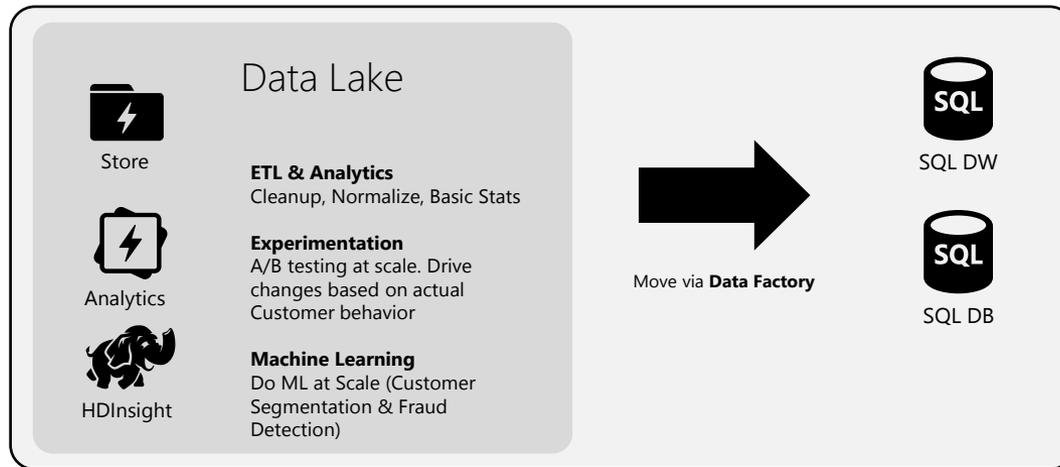 Data Lake
Store
ETL & Analytics
Cleanup, Normalize, Basic Stats
Analytics
Experimentation
A/B testing at scale. Drive
changes based on actual
Customer behavior
HDInsight
Machine Learning
Do ML at Scale (Customer
Segmentation & Fraud
Detection)
Move via Data Factory
SQL
SQL DW
SQL
SQL DB